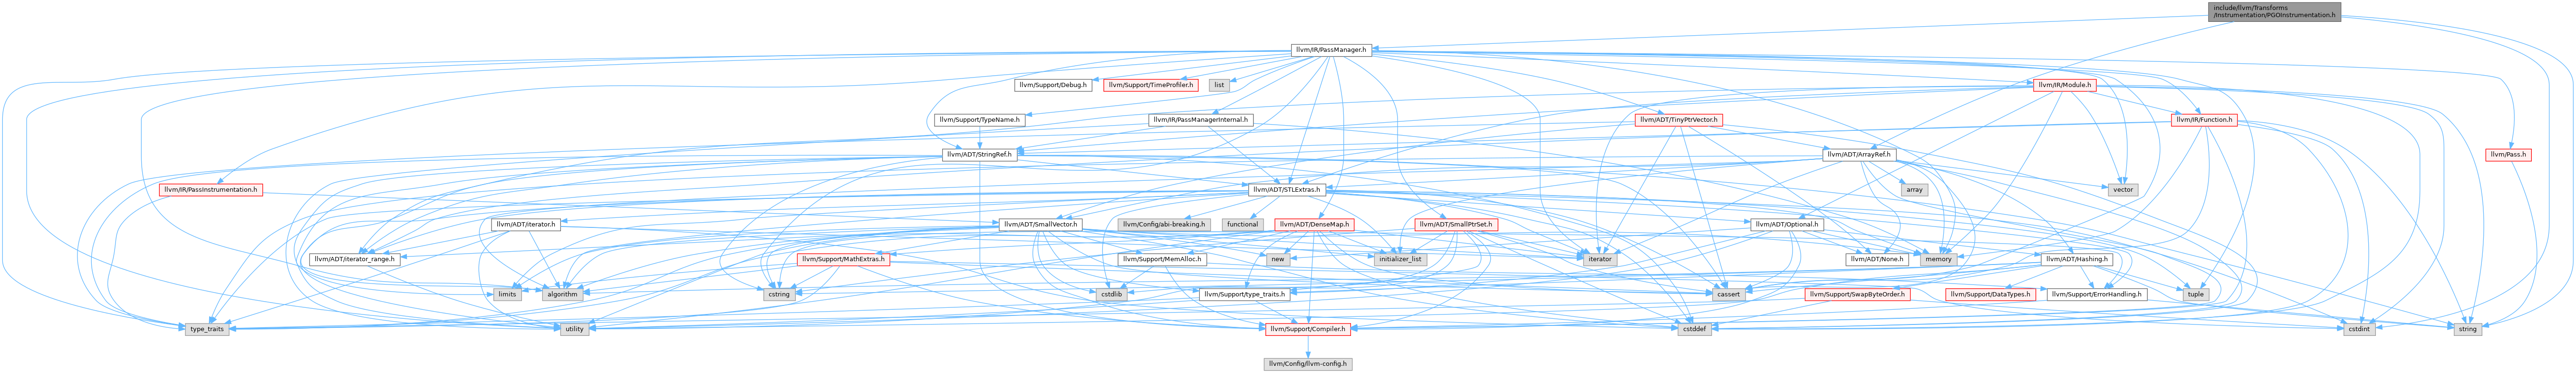 include/llvm/Transforms
/Instrumentation/PGOInstrumentation.h
llvm/IR/PassManager.h
llvm/Support/Debug.h
llvm/Support/TimeProfiler.h
list
llvm/IR/Module.h
llvm/Support/TypeName.h
llvm/IR/PassManagerInternal.h
llvm/ADT/TinyPtrVector.h
llvm/IR/Function.h
llvm/ADT/StringRef.h
llvm/ADT/ArrayRef.h
llvm/Pass.h
llvm/IR/PassInstrumentation.h
llvm/ADT/STLExtras.h
array
vector
llvm/ADT/iterator.h
llvm/ADT/SmallVector.h
llvm/Config/abi-breaking.h
functional
llvm/ADT/DenseMap.h
llvm/ADT/SmallPtrSet.h
llvm/ADT/Optional.h
llvm/ADT/iterator_range.h
llvm/Support/MathExtras.h
llvm/Support/MemAlloc.h
new
initializer_list
iterator
memory
llvm/ADT/None.h
llvm/ADT/Hashing.h
limits
algorithm
cstring
cstdlib
llvm/Support/type_traits.h
cassert
llvm/Support/SwapByteOrder.h
llvm/Support/DataTypes.h
llvm/Support/ErrorHandling.h
tuple
type_traits
utility
llvm/Support/Compiler.h
cstddef
cstdint
string
llvm/Config/llvm-config.h